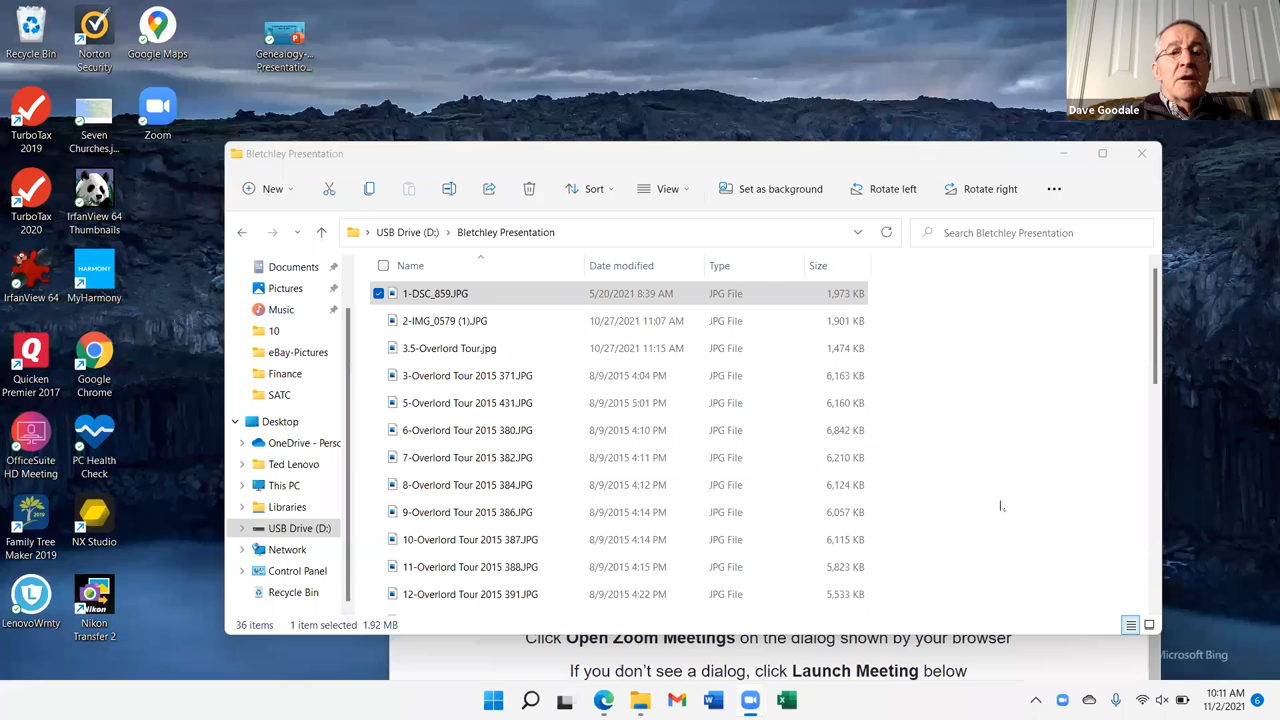 Recycle Bin
Norton
Security
Google Maps
Genealogy-...
Presentatio...
TurboTax
2019
Seven
Churches.j...
Zoom
TurboTax
2020
IrfanView 64
Thumbnails
IrfanView 64
MyHarmony
Quicken
Premier 2017
Google
Chrome
OfficeSuite
HD Meeting
PC Health
Check
Family Tree
Maker 2019
NX Studio
LenovoWrnty
Nikon
Transfer 2
Dave Goodale
Bletchley Presentation
New
Sort
View
Set as background
Rotate left
Rotate right
USB Drive (D:)
Bletchley Presentation
Search Bletchley Presentation
Documents
Pictures
Music
10
eBay-Pictures
Finance
SATC
Desktop
OneDrive - Persc
Ted Lenovo
This PC
Libraries
USB Drive (D:)
Network
Control Panel
Recycle Bin
Name Date modified Type Size
1-DSC_859.JPG 5/20/2021 8:39 AM JPG File 1,973 KB
2-IMG_0579 (1).JPG 10/27/2021 11:07 AM JPG File 1,901 KB
3.5-Overlord Tour.jpg 10/27/2021 11:15 AM JPG File 1,474 KB
3-Overlord Tour 2015 371.JPG 8/9/2015 4:04 PM JPG File 6,163 KB
5-Overlord Tour 2015 431.JPG 8/9/2015 5:01 PM JPG File 6,160 KB
6-Overlord Tour 2015 380.JPG 8/9/2015 4:10 PM JPG File 6,842 KB
7-Overlord Tour 2015 382.JPG 8/9/2015 4:11 PM JPG File 6,210 KB
8-Overlord Tour 2015 384.JPG 8/9/2015 4:12 PM JPG File 6,124 KB
9-Overlord Tour 2015 386.JPG 8/9/2015 4:14 PM JPG File 6,057 KB
10-Overlord Tour 2015 387.JPG 8/9/2015 4:14 PM JPG File 6,115 KB
11-Overlord Tour 2015 388.JPG 8/9/2015 4:15 PM JPG File 5,823 KB
12-Overlord Tour 2015 391.JPG 8/9/2015 4:22 PM JPG File 5,533 KB
36 items 1 item selected 1.92 MB
Click Open Zoom Meetings on the dialog shown by your browser
If you don't see a dialog, click Launch Meeting below
Microsoft Bing
10:11 AM
11/2/2021
6